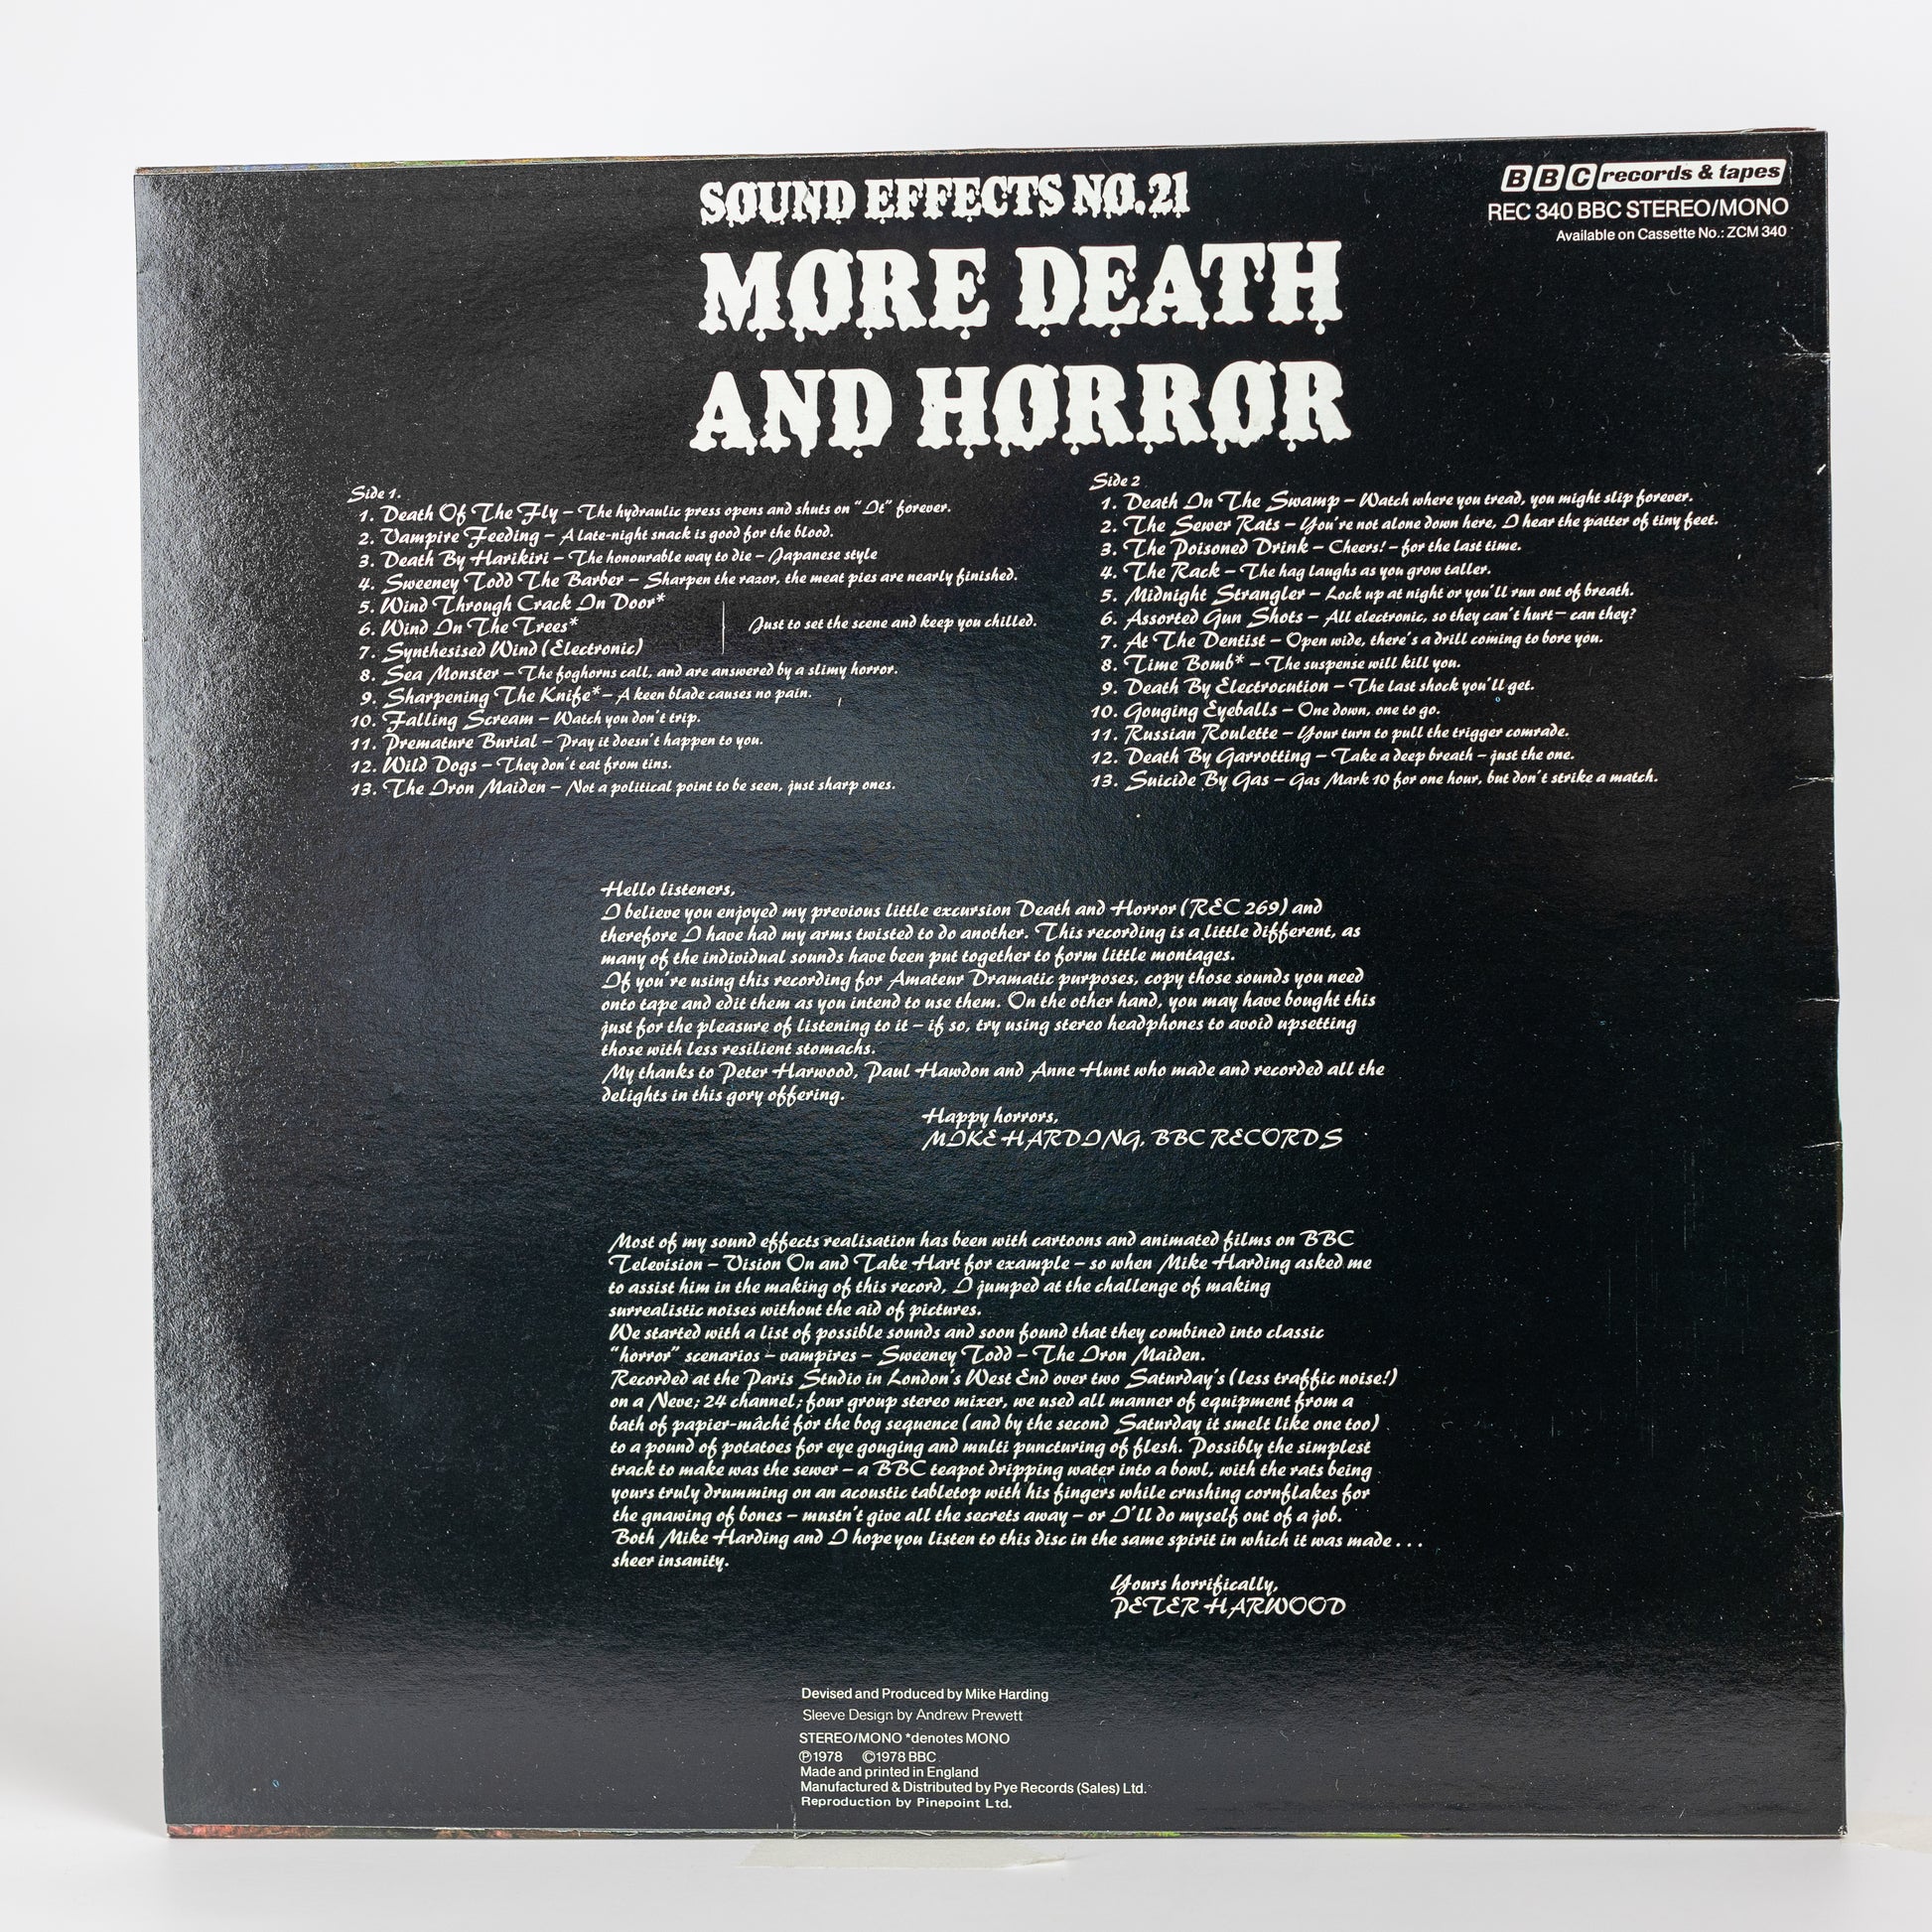 SØUND EFFECTS NØ.21
MØRE DEATH
AND HØRRØR
BBC records & tapes
REC 340 BBC STEREO/MONO
Available on Cassette No.: ZCM 340
Side 1.
1. Death Of The Fly – The hydraulic press opens and shuts on “It” forever.
2. Vampire Feeding – A late-night snack is good for the blood.
3. Death By Harikiri – The honourable way to die – Japanese style
4. Sweeney Todd The Barber – Sharpen the razor, the meat pies are nearly finished.
5. Wind Through Crack In Door*
6. Wind In The Trees*
7. Synthesised Wind (Electronic)
Just to set the scene and keep you chilled.
8. Sea Monster – The foghorns call, and are answered by a slimy horror.
9. Sharpening The Knife* – A keen blade causes no pain.
10. Falling Scream – Watch you don't trip.
11. Premature Burial – Pray it doesn't happen to you.
12. Wild Dogs – They don't eat from tins.
13. The Iron Maiden – Not a political point to be seen, just sharp ones.
Side 2
1. Death In The Swamp – Watch where you tread, you might slip forever.
2. The Sewer Rats – You're not alone down here, I hear the patter of tiny feet.
3. The Poisoned Drink – Cheers! – for the last time.
4. The Rack – The hag laughs as you grow taller.
5. Midnight Strangler – Lock up at night or you'll run out of breath.
6. Assorted Gun Shots – All electronic, so they can't hurt – can they?
7. At The Dentist – Open wide, there's a drill coming to bore you.
8. Time Bomb* – The suspense will kill you.
9. Death By Electrocution – The last shock you'll get.
10. Gouging Eyeballs – One down, one to go.
11. Russian Roulette – Your turn to pull the trigger comrade.
12. Death By Garrotting – Take a deep breath – just the one.
13. Suicide By Gas – Gas Mark 10 for one hour, but don't strike a match.
Hello listeners,
I believe you enjoyed my previous little excursion Death and Horror (REC 269) and
therefore I have had my arms twisted to do another. This recording is a little different, as
many of the individual sounds have been put together to form little montages.
If you're using this recording for Amateur Dramatic purposes, copy those sounds you need
onto tape and edit them as you intend to use them. On the other hand, you may have bought this
just for the pleasure of listening to it – if so, try using stereo headphones to avoid upsetting
those with less resilient stomachs.
My thanks to Peter Harwood, Paul Hawdon and Anne Hunt who made and recorded all the
delights in this gory offering.
Happy horrors,
MIKE HARDING, BBC RECORDS
Most of my sound effects realisation has been with cartoons and animated films on BBC
Television – Vision On and Take Hart for example – so when Mike Harding asked me
to assist him in the making of this record, I jumped at the challenge of making
surrealistic noises without the aid of pictures.
We started with a list of possible sounds and soon found that they combined into classic
“horror” scenarios – vampires – Sweeney Todd – The Iron Maiden.
Recorded at the Paris Studio in London's West End over two Saturday's (less traffic noise!)
on a Neve; 24 channel; four group stereo mixer, we used all manner of equipment from a
bath of papier-mâché for the bog sequence (and by the second Saturday it smelt like one too)
to a pound of potatoes for eye gouging and multi puncturing of flesh. Possibly the simplest
track to make was the sewer – a BBC teapot dripping water into a bowl, with the rats being
yours truly drumming on an acoustic tabletop with his fingers while crushing cornflakes for
the gnawing of bones – mustn't give all the secrets away – or I'll do myself out of a job.
Both Mike Harding and I hope you listen to this disc in the same spirit in which it was made . . .
sheer insanity.
Yours horrifically,
PETER HARWOOD
Devised and Produced by Mike Harding
Sleeve Design by Andrew Prewett
STEREO/MONO *denotes MONO
℗1978 ©1978 BBC
Made and printed in England
Manufactured & Distributed by Pye Records (Sales) Ltd.
Reproduction by Pinepoint Ltd.